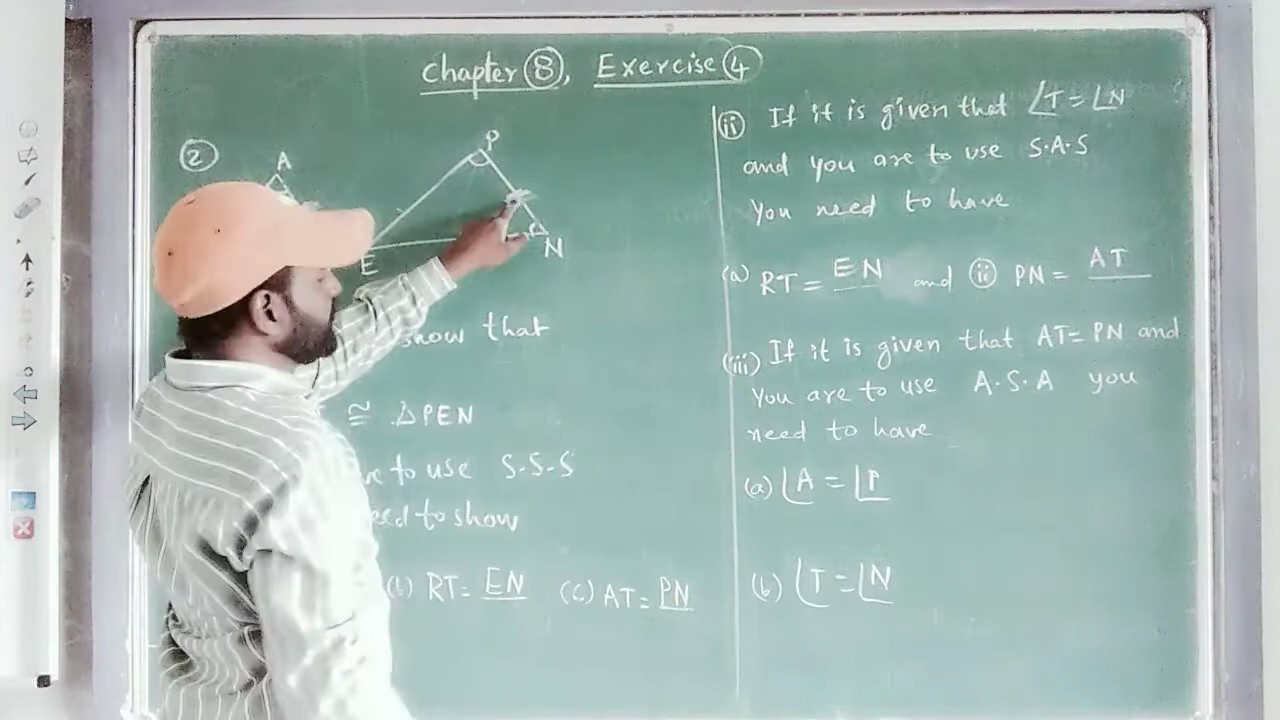 Chapter 8, Exercise 4
2
A
P
E
N
show that
≅ △PEN
to use S-S-S
to show
(b) RT = EN (c) AT = PN
(ii) If it is given that ∠T = ∠N
and you are to use S.A.S
You need to have
(a) RT = EN and (ii) PN = AT
(iii) If it is given that AT = PN and
You are to use A.S.A you
need to have
(a) ∠A = ∠P
(b) ∠T = ∠N